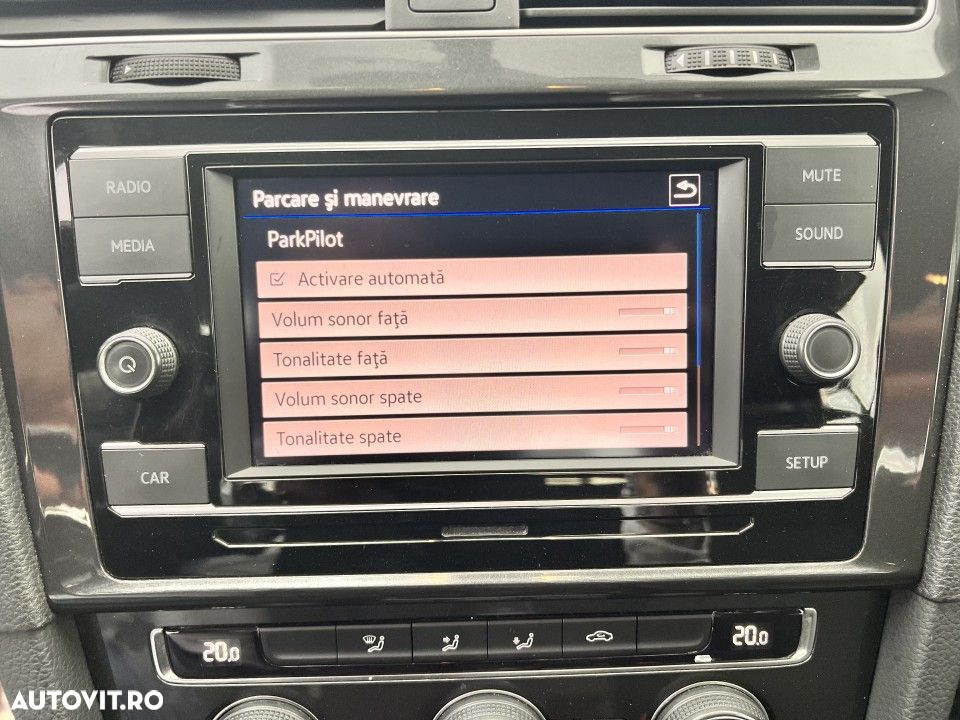 RADIO
MEDIA
CAR
MUTE
SOUND
SETUP
Parcare şi manevrare
ParkPilot
Activare automată
Volum sonor faţă
Tonalitate faţă
Volum sonor spate
Tonalitate spate
20,0
20,0
AUTOVIT.RO